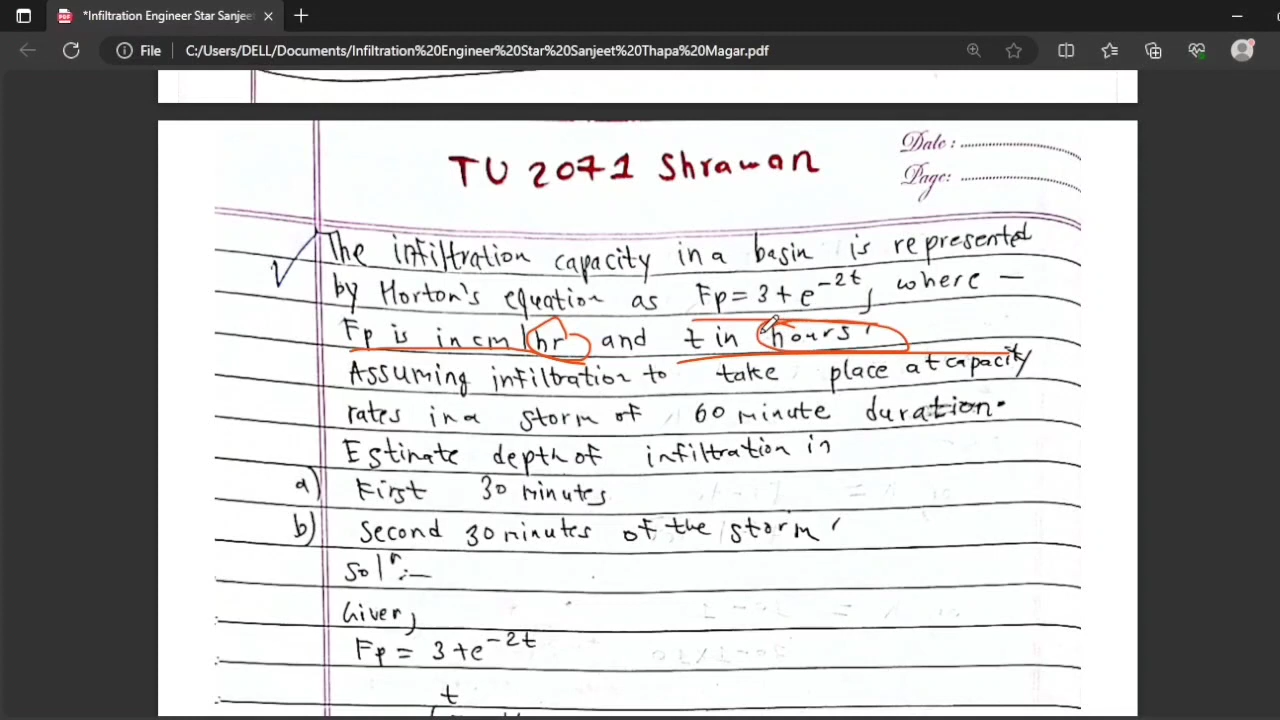 *Infiltration Engineer Star Sanjee
File
C:/Users/DELL/Documents/Infiltration%20Engineer%20Star%20Sanjeet%20Thapa%20Magar.pdf
TU 2071 Shrawan
Date :
Page:
The infiltration capacity in a basin is represented
by Horton's equation as Fp = 3 + e^-2t, where —
Fp is in cm/hr and t in hours.
Assuming infiltration to take place at capacity
rates in a storm of 60 minute duration.
Estimate depth of infiltration in
a) First 30 minutes
b) Second 30 minutes of the storm
Solⁿ:—
Given,
Fp = 3 + e^-2t
t